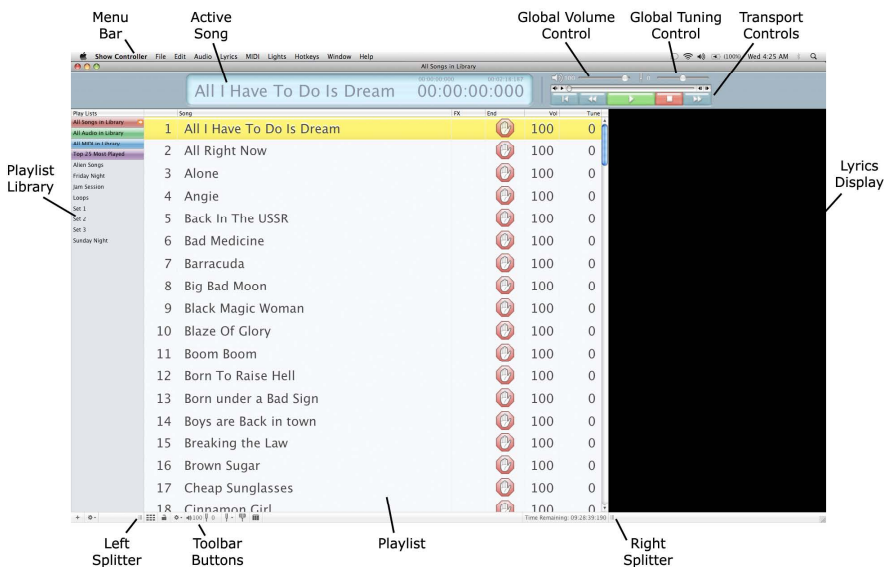 Menu Bar
Active Song
Global Volume Control
Global Tuning Control
Transport Controls
Show Controller File Edit Audio Lyrics MIDI Lights Hotkeys Window Help
(100%) Wed 4:25 AM
All Songs in Library
All I Have To Do Is Dream
00:00:00:000
Play Lists Song FX End Vol Tune
All Songs in Library
All Audio in Library
All MIDI in Library
Top 25 Most Played
Alien Songs
Friday Night
Jam Session
Loops
Set 1
Set 2
Set 3
Sunday Night
1 All I Have To Do Is Dream 100 0
2 All Right Now 100 0
3 Alone 100 0
4 Angie 100 0
5 Back In The USSR 100 0
6 Bad Medicine 100 0
7 Barracuda 100 0
8 Big Bad Moon 100 0
9 Black Magic Woman 100 0
10 Blaze Of Glory 100 0
11 Boom Boom 100 0
12 Born To Raise Hell 100 0
13 Born under a Bad Sign 100 0
14 Boys are Back in town 100 0
15 Breaking the Law 100 0
16 Brown Sugar 100 0
17 Cheap Sunglasses 100 0
18 Cinnamon Girl 100 0
100 0
Time Remaining: 09:28:39:190
Playlist Library
Lyrics Display
Left Splitter
Toolbar Buttons
Playlist
Right Splitter